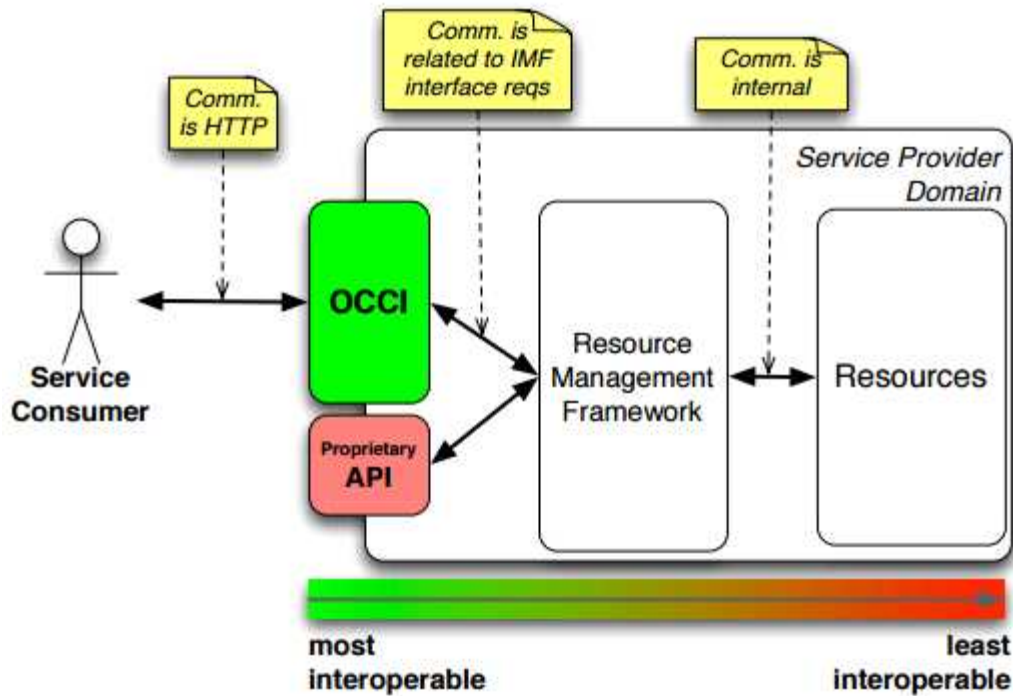 Comm.
is HTTP
Comm. is
related to IMF
interface reqs
Comm. is
internal
Service Provider
Domain
Service
Consumer
OCCI
Proprietary
API
Resource
Management
Framework
Resources
most
interoperable
least
interoperable